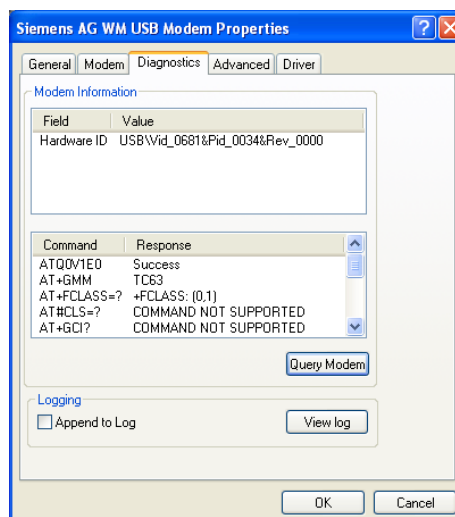 Siemens AG WM USB Modem Properties
General Modem Diagnostics Advanced Driver
Modem Information
Field Value
Hardware ID USB\Vid_0681&Pid_0034&Rev_0000
Command Response
ATQ0V1E0 Success
AT+GMM TC63
AT+FCLASS=? +FCLASS: (0,1)
AT#CLS=? COMMAND NOT SUPPORTED
AT+GCI? COMMAND NOT SUPPORTED
Query Modem
Logging
Append to Log View log
OK Cancel